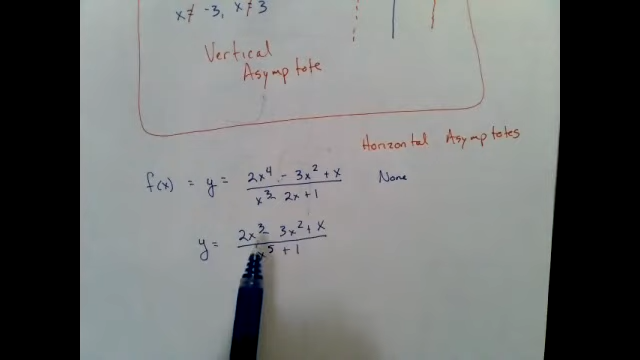 x ≠ -3, x ≠ 3
Vertical
Asymptote
Horizontal Asymptotes
f(x) = y = 2x⁴ - 3x² + x None
x³- 2x + 1
y = 2x³- 3x² + x
x⁵ + 1